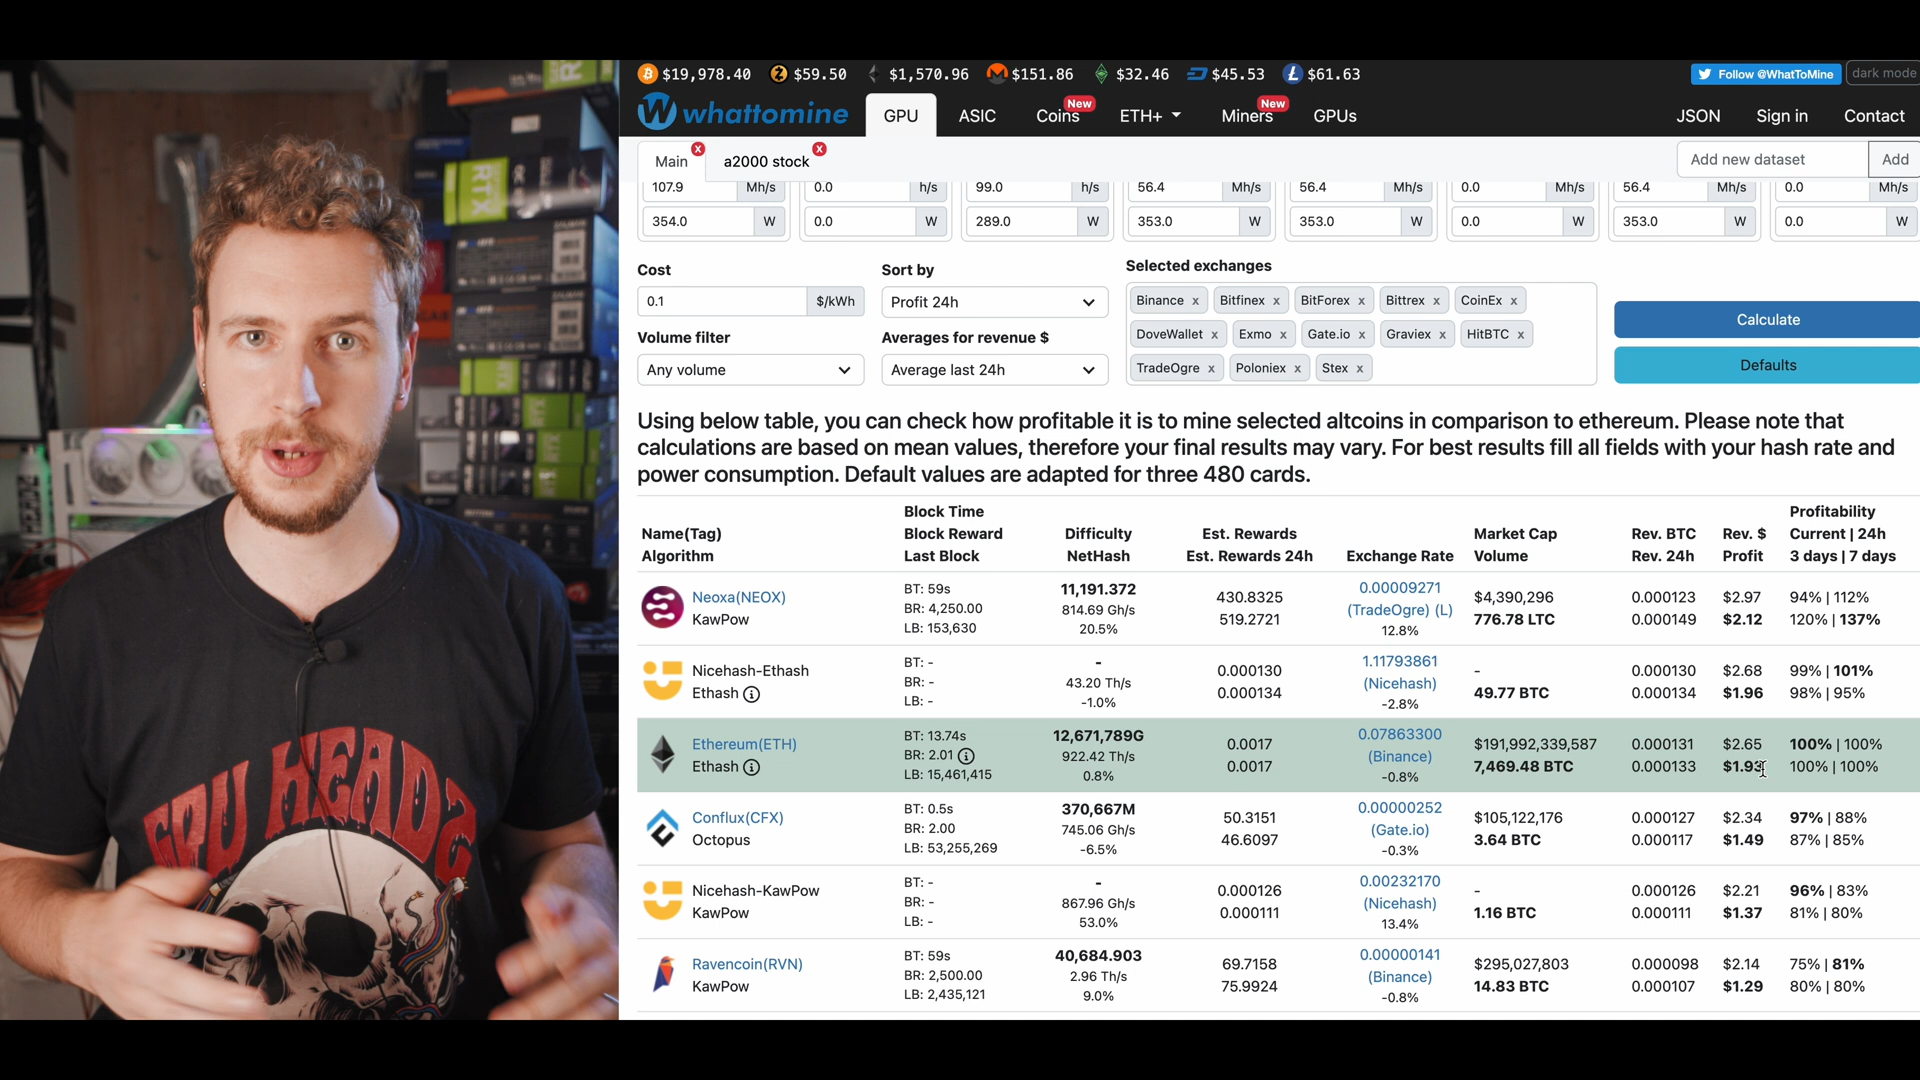 $19,978.40 $59.50 $1,570.96 $151.86 $32.46 $45.53 $61.63 Follow @WhatToMine dark mode
whattomine GPU ASIC Coins New ETH+ Miners New GPUs JSON Sign in Contact
Main x a2000 stock x Add new dataset Add
107.9 Mh/s 0.0 h/s 99.0 h/s 56.4 Mh/s 56.4 Mh/s 0.0 Mh/s 56.4 Mh/s 0.0 Mh/s
354.0 W 0.0 W 289.0 W 353.0 W 353.0 W 0.0 W 353.0 W 0.0 W
Cost Sort by Selected exchanges
0.1 $/kWh Profit 24h Binance x Bitfinex x BitForex x Bittrex x CoinEx x Calculate
Volume filter Averages for revenue $ DoveWallet x Exmo x Gate.io x Graviex x HitBTC x
Any volume Average last 24h TradeOgre x Poloniex x Stex x Defaults
Using below table, you can check how profitable it is to mine selected altcoins in comparison to ethereum. Please note that
calculations are based on mean values, therefore your final results may vary. For best results fill all fields with your hash rate and
power consumption. Default values are adapted for three 480 cards.
Block Time Profitability
Name(Tag) Block Reward Difficulty Est. Rewards Market Cap Rev. BTC Rev. $ Current | 24h
Algorithm Last Block NetHash Est. Rewards 24h Exchange Rate Volume Rev. 24h Profit 3 days | 7 days
Neoxa(NEOX) BT: 59s 11,191.372 430.8325 0.00009271 $4,390,296 0.000123 $2.97 94% | 112%
KawPow BR: 4,250.00 814.69 Gh/s 519.2721 (TradeOgre) (L) 776.78 LTC 0.000149 $2.12 120% | 137%
LB: 153,630 20.5% 12.8%
Nicehash-Ethash BT: - - 0.000130 1.11793861 - 0.000130 $2.68 99% | 101%
Ethash BR: - 43.20 Th/s 0.000134 (Nicehash) 49.77 BTC 0.000134 $1.96 98% | 95%
LB: - -1.0% -2.8%
Ethereum(ETH) BT: 13.74s 12,671,789G 0.0017 0.07863300 $191,992,339,587 0.000131 $2.65 100% | 100%
Ethash BR: 2.01 922.42 Th/s 0.0017 (Binance) 7,469.48 BTC 0.000133 $1.93 100% | 100%
LB: 15,461,415 0.8% -0.8%
Conflux(CFX) BT: 0.5s 370,667M 50.3151 0.00000252 $105,122,176 0.000127 $2.34 97% | 88%
Octopus BR: 2.00 745.06 Gh/s 46.6097 (Gate.io) 3.64 BTC 0.000117 $1.49 87% | 85%
LB: 53,255,269 -6.5% -0.3%
Nicehash-KawPow BT: - - 0.000126 0.00232170 - 0.000126 $2.21 96% | 83%
KawPow BR: - 867.96 Gh/s 0.000111 (Nicehash) 1.16 BTC 0.000111 $1.37 81% | 80%
LB: - 53.0% 13.4%
Ravencoin(RVN) BT: 59s 40,684.903 69.7158 0.00000141 $295,027,803 0.000098 $2.14 75% | 81%
KawPow BR: 2,500.00 2.96 Th/s 75.9924 (Binance) 14.83 BTC 0.000107 $1.29 80% | 80%
LB: 2,435,121 9.0% -0.8%
RTX
GPU HEADZ